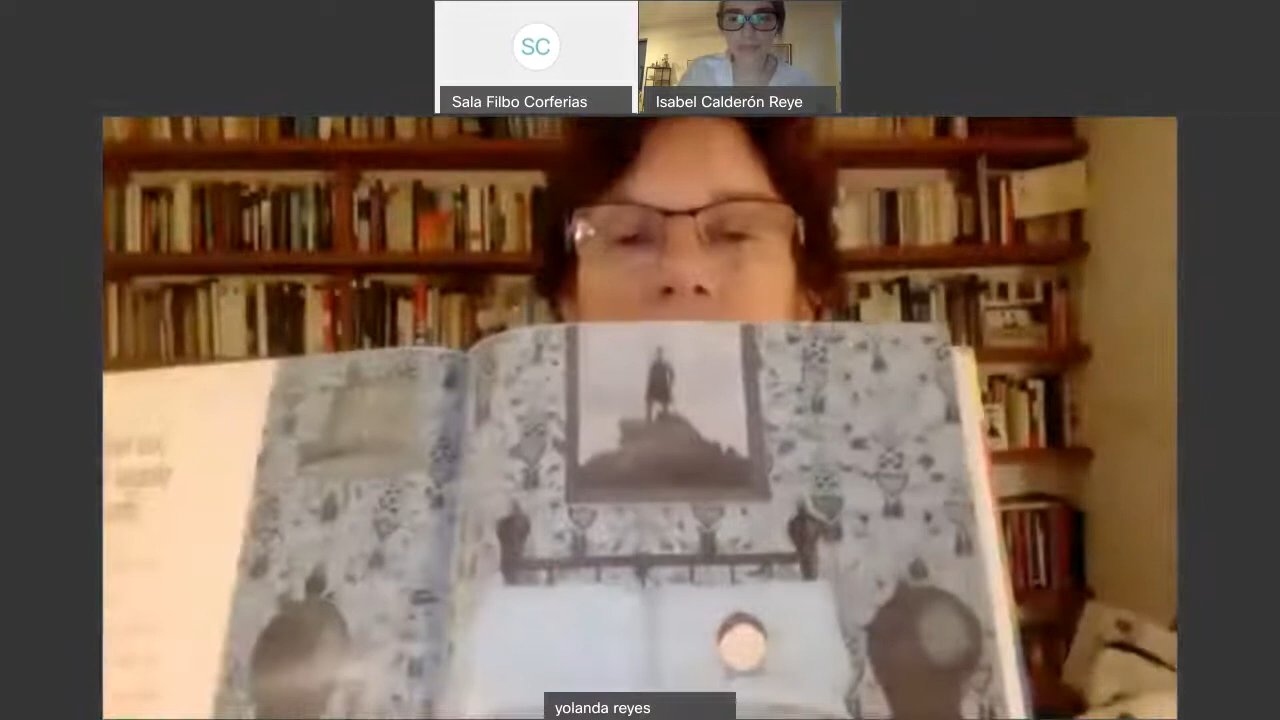 SC
Sala Filbo Corferias
Isabel Calderón Reye
yolanda reyes